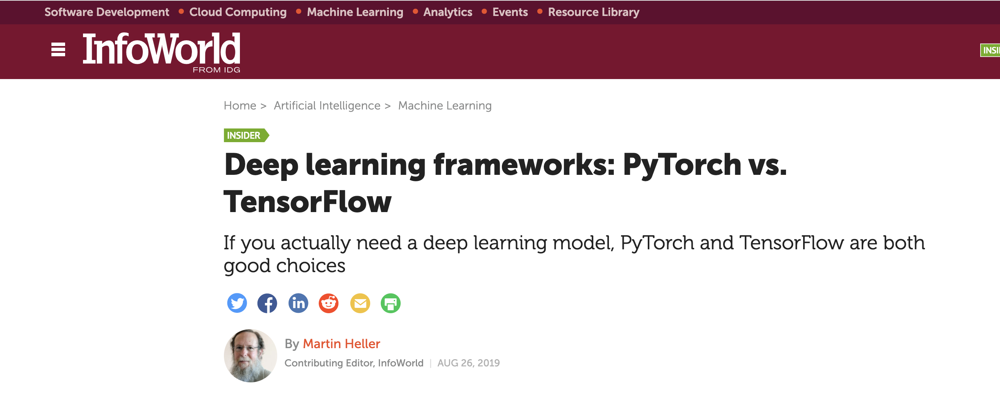 Software Development • Cloud Computing • Machine Learning • Analytics • Events • Resource Library
InfoWorld
FROM IDG
Home > Artificial Intelligence > Machine Learning
INSIDER
Deep learning frameworks: PyTorch vs.
TensorFlow
If you actually need a deep learning model, PyTorch and TensorFlow are both
good choices
By Martin Heller
Contributing Editor, InfoWorld | AUG 26, 2019